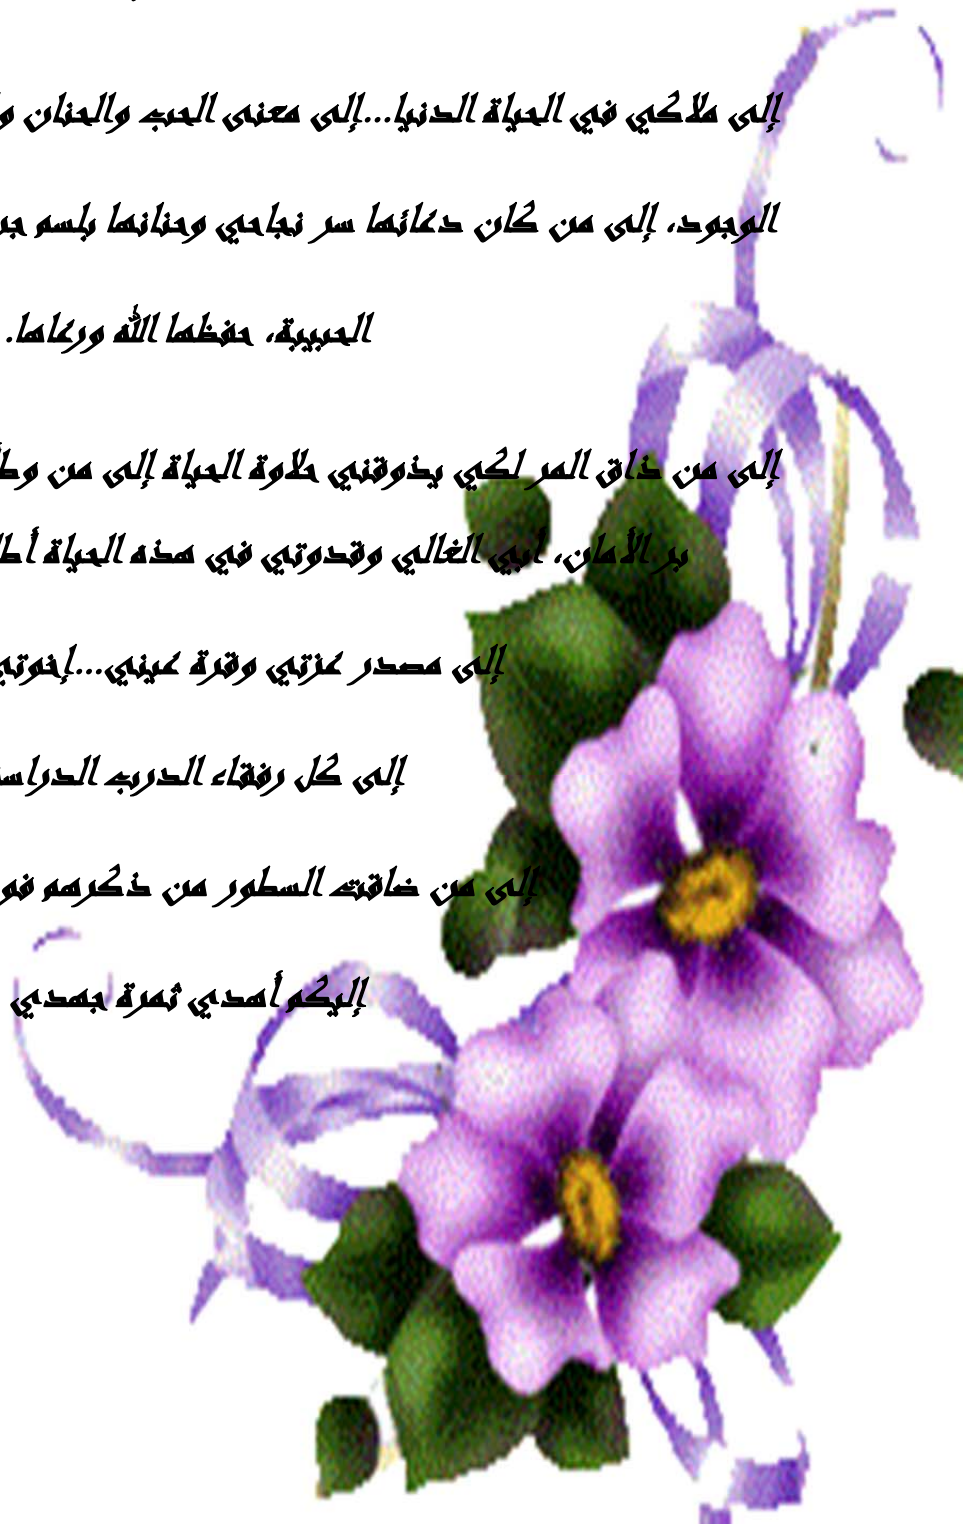 إلى ملاكي في الحياة الدنيا...إلى معنى الحب والحنان
الوجود، إلى من كان دعائها سر نجاحي وحنانها بلسم
الحبيبة، حفظها الله ورعاها.
إلى من ذاق المر لكي يذوقني حلاوة الحياة إلى من
بر الأمان، أبي الغالي وقدوتي في هذه الحياة
إلى مصدر عزتي وقرة عيني...إخوتي
إلى كل رفقاء الدرب
إلى من ضاقت السطور من ذكرهم
إليكم أهدي ثمرة جهدي